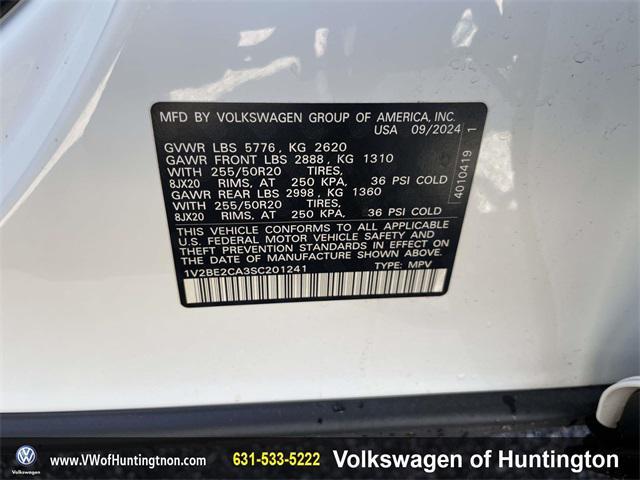 MFD BY VOLKSWAGEN GROUP OF AMERICA, INC.
USA 09/2024 1
GVWR LBS 5776, KG 2620
GAWR FRONT LBS 2888, KG 1310
WITH 255/50R20 TIRES,
8JX20 RIMS, AT 250 KPA, 36 PSI COLD
GAWR REAR LBS 2998, KG 1360
WITH 255/50R20 TIRES,
8JX20 RIMS, AT 250 KPA, 36 PSI COLD
4010419
THIS VEHICLE CONFORMS TO ALL APPLICABLE
U.S. FEDERAL MOTOR VEHICLE SAFETY AND
THEFT PREVENTION STANDARDS IN EFFECT ON
THE DATE OF MANUFACTURE SHOWN ABOVE.
1V2BE2CA3SC201241 TYPE: MPV
Volkswagen
www.VWofHuntingtnon.com
631-533-5222
Volkswagen of Huntington